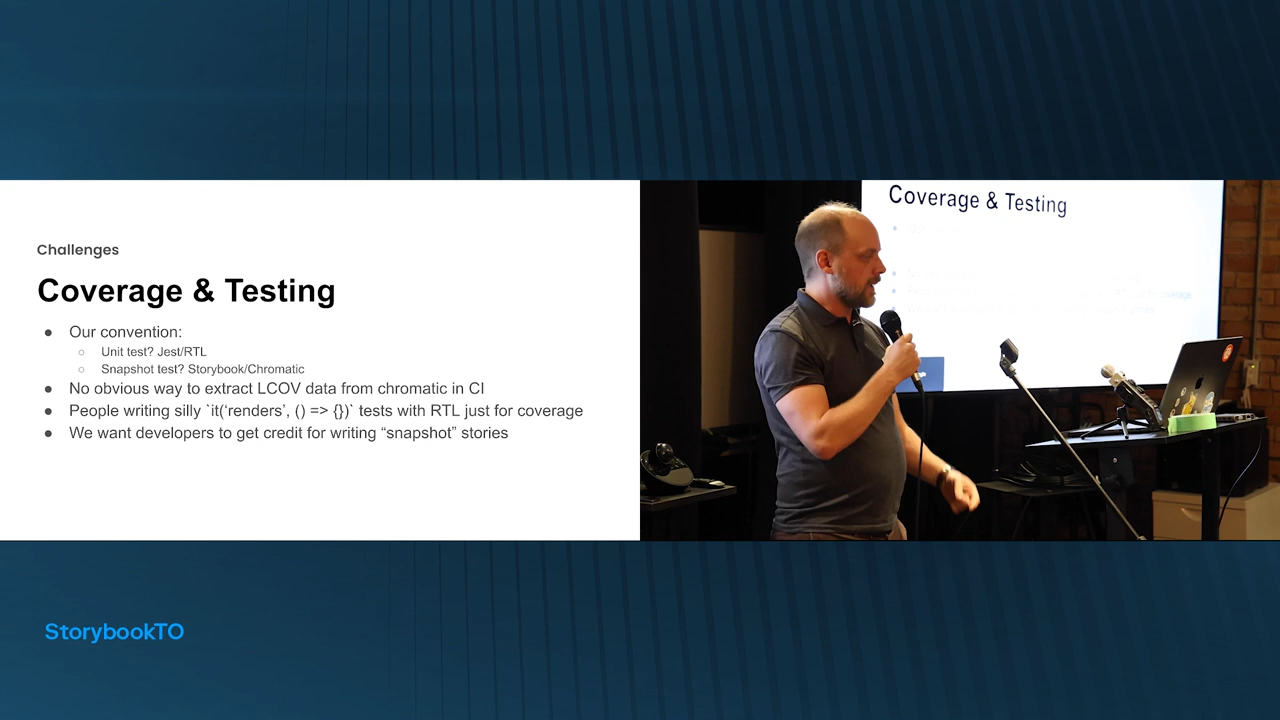 Challenges
Coverage & Testing
● Our convention:
○ Unit test? Jest/RTL
○ Snapshot test? Storybook/Chromatic
● No obvious way to extract LCOV data from chromatic in CI
● People writing silly `it(‘renders’, () => {})` tests with RTL just for coverage
● We want developers to get credit for writing “snapshot” stories
Coverage & Testing
StorybookTO